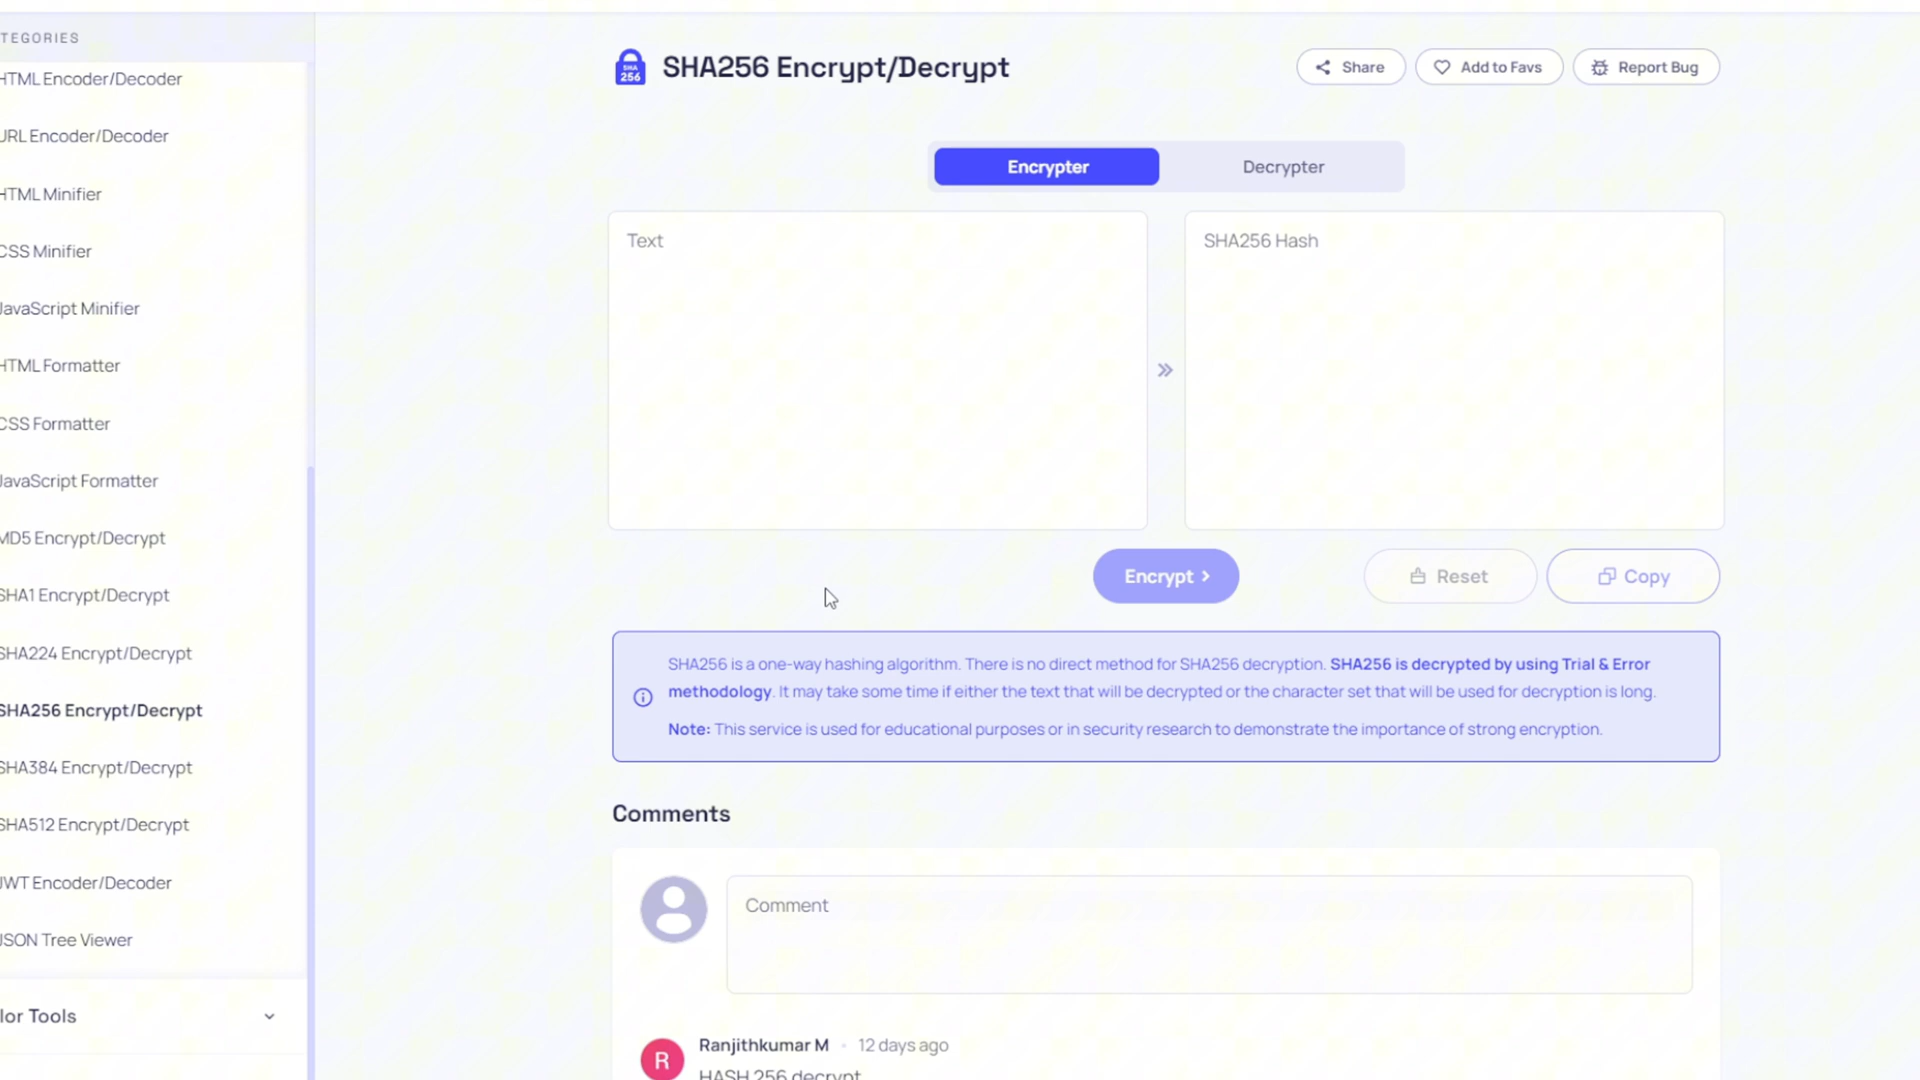 TEGORIES
HTML Encoder/Decoder
URL Encoder/Decoder
HTML Minifier
CSS Minifier
JavaScript Minifier
HTML Formatter
CSS Formatter
JavaScript Formatter
MD5 Encrypt/Decrypt
SHA1 Encrypt/Decrypt
SHA224 Encrypt/Decrypt
SHA256 Encrypt/Decrypt
SHA384 Encrypt/Decrypt
SHA512 Encrypt/Decrypt
JWT Encoder/Decoder
JSON Tree Viewer
lor Tools
SHA 256
SHA256 Encrypt/Decrypt
Share
Add to Favs
Report Bug
Encrypter
Decrypter
Text
SHA256 Hash
Encrypt
Reset
Copy
SHA256 is a one-way hashing algorithm. There is no direct method for SHA256 decryption. SHA256 is decrypted by using Trial & Error
methodology. It may take some time if either the text that will be decrypted or the character set that will be used for decryption is long.
Note: This service is used for educational purposes or in security research to demonstrate the importance of strong encryption.
Comments
Comment
R
Ranjithkumar M • 12 days ago
HASH 256 decrypt